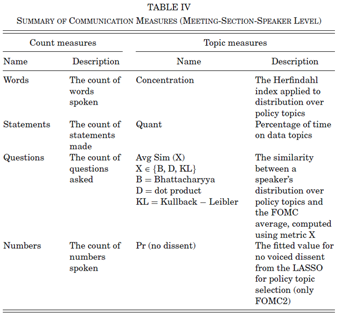 TABLE IV
SUMMARY OF COMMUNICATION MEASURES (MEETING-SECTION-SPEAKER LEVEL)
Count measures Topic measures
Name Description Name Description
Words The count of Concentration The Herfindahl
words index applied to
spoken distribution over
policy topics
Statements The count of Quant Percentage of time
statements on data topics
made
Questions The count of Avg Sim (X) The similarity
questions X ∈ {B, D, KL} between a
asked B = Bhattacharyya speaker's
D = dot product distribution over
KL = Kullback − Leibler policy topics and
the FOMC
average, computed
using metric X
Numbers The count of Pr (no dissent) The fitted value for
numbers no voiced dissent
spoken from the LASSO
for policy topic
selection (only
FOMC2)